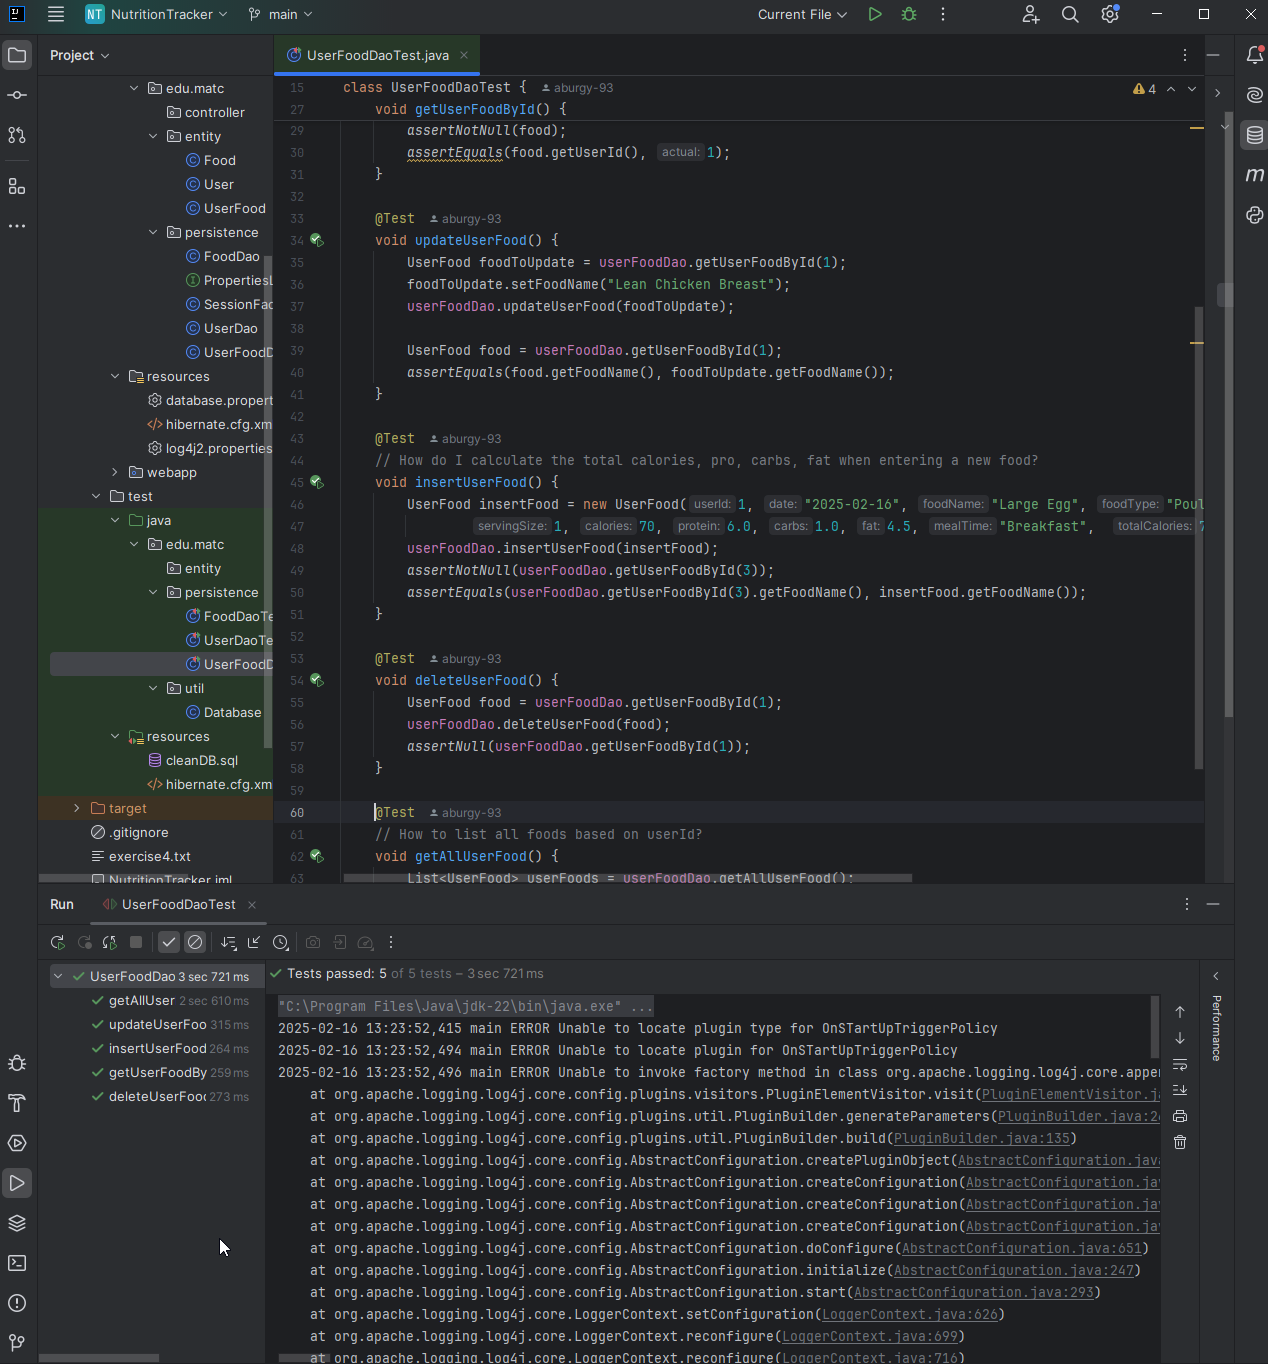 NT NutritionTracker main Current File
Project
UserFoodDaoTest.java
edu.matc
controller
entity
Food
User
UserFood
persistence
FoodDao
PropertiesL
SessionFac
UserDao
UserFoodD
resources
database.propert
hibernate.cfg.xm
log4j2.properties
webapp
test
java
edu.matc
entity
persistence
FoodDaoTe
UserDaoTe
UserFoodD
util
Database
resources
cleanDB.sql
hibernate.cfg.xm
target
.gitignore
exercise4.txt
NutritionTracker.iml
4
15 class UserFoodDaoTest { aburgy-93
27 void getUserFoodById() {
29 assertNotNull(food);
30 assertEquals(food.getUserId(), actual: 1);
31 }
32
33 @Test aburgy-93
34 void updateUserFood() {
35 UserFood foodToUpdate = userFoodDao.getUserFoodById(1);
36 foodToUpdate.setFoodName("Lean Chicken Breast");
37 userFoodDao.updateUserFood(foodToUpdate);
38
39 UserFood food = userFoodDao.getUserFoodById(1);
40 assertEquals(food.getFoodName(), foodToUpdate.getFoodName());
41 }
42
43 @Test aburgy-93
44 // How do I calculate the total calories, pro, carbs, fat when entering a new food?
45 void insertUserFood() {
46 UserFood insertFood = new UserFood( userId: 1, date: "2025-02-16", foodName: "Large Egg", foodType: "Poul
47 servingSize: 1, calories: 70, protein: 6.0, carbs: 1.0, fat: 4.5, mealTime: "Breakfast", totalCalories: 7
48 userFoodDao.insertUserFood(insertFood);
49 assertNotNull(userFoodDao.getUserFoodById(3));
50 assertEquals(userFoodDao.getUserFoodById(3).getFoodName(), insertFood.getFoodName());
51 }
52
53 @Test aburgy-93
54 void deleteUserFood() {
55 UserFood food = userFoodDao.getUserFoodById(1);
56 userFoodDao.deleteUserFood(food);
57 assertNull(userFoodDao.getUserFoodById(1));
58 }
59
60 @Test aburgy-93
61 // How to list all foods based on userId?
62 void getAllUserFood() {
63 List<UserFood> userFoods = userFoodDao.getAllUserFood();
Run UserFoodDaoTest
UserFoodDao 3 sec 721 ms
getAllUser 2 sec 610 ms
updateUserFoo 315 ms
insertUserFood 264 ms
getUserFoodBy 259 ms
deleteUserFood 273 ms
Tests passed: 5 of 5 tests – 3 sec 721 ms
"C:\Program Files\Java\jdk-22\bin\java.exe" ...
2025-02-16 13:23:52,415 main ERROR Unable to locate plugin type for OnSTartUpTriggerPolicy
2025-02-16 13:23:52,494 main ERROR Unable to locate plugin for OnSTartUpTriggerPolicy
2025-02-16 13:23:52,496 main ERROR Unable to invoke factory method in class org.apache.logging.log4j.core.appen
at org.apache.logging.log4j.core.config.plugins.visitors.PluginElementVisitor.visit(PluginElementVisitor.ja
at org.apache.logging.log4j.core.config.plugins.util.PluginBuilder.generateParameters(PluginBuilder.java:26
at org.apache.logging.log4j.core.config.plugins.util.PluginBuilder.build(PluginBuilder.java:135)
at org.apache.logging.log4j.core.config.AbstractConfiguration.createPluginObject(AbstractConfiguration.java
at org.apache.logging.log4j.core.config.AbstractConfiguration.createConfiguration(AbstractConfiguration.jav
at org.apache.logging.log4j.core.config.AbstractConfiguration.createConfiguration(AbstractConfiguration.jav
at org.apache.logging.log4j.core.config.AbstractConfiguration.createConfiguration(AbstractConfiguration.jav
at org.apache.logging.log4j.core.config.AbstractConfiguration.doConfigure(AbstractConfiguration.java:651)
at org.apache.logging.log4j.core.config.AbstractConfiguration.initialize(AbstractConfiguration.java:247)
at org.apache.logging.log4j.core.config.AbstractConfiguration.start(AbstractConfiguration.java:293)
at org.apache.logging.log4j.core.LoggerContext.setConfiguration(LoggerContext.java:626)
at org.apache.logging.log4j.core.LoggerContext.reconfigure(LoggerContext.java:699)
at org.apache.logging.log4j.core.LoggerContext.reconfigure(LoggerContext.java:716)
Performance